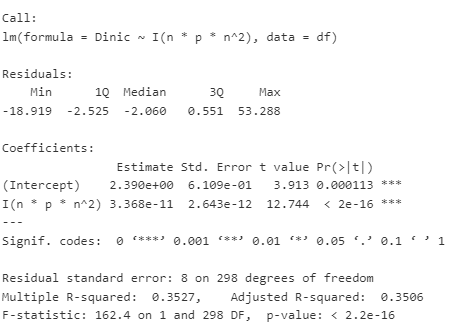 Call:
lm(formula = Dinic ~ I(n * p * n^2), data = df)
Residuals:
Min 1Q Median 3Q Max
-18.919 -2.525 -2.060 0.551 53.288
Coefficients:
Estimate Std. Error t value Pr(>|t|)
(Intercept) 2.390e+00 6.109e-01 3.913 0.000113 ***
I(n * p * n^2) 3.368e-11 2.643e-12 12.744 < 2e-16 ***
---
Signif. codes: 0 ‘***’ 0.001 ‘**’ 0.01 ‘*’ 0.05 ‘.’ 0.1 ‘ ’ 1
Residual standard error: 8 on 298 degrees of freedom
Multiple R-squared: 0.3527, Adjusted R-squared: 0.3506
F-statistic: 162.4 on 1 and 298 DF, p-value: < 2.2e-16